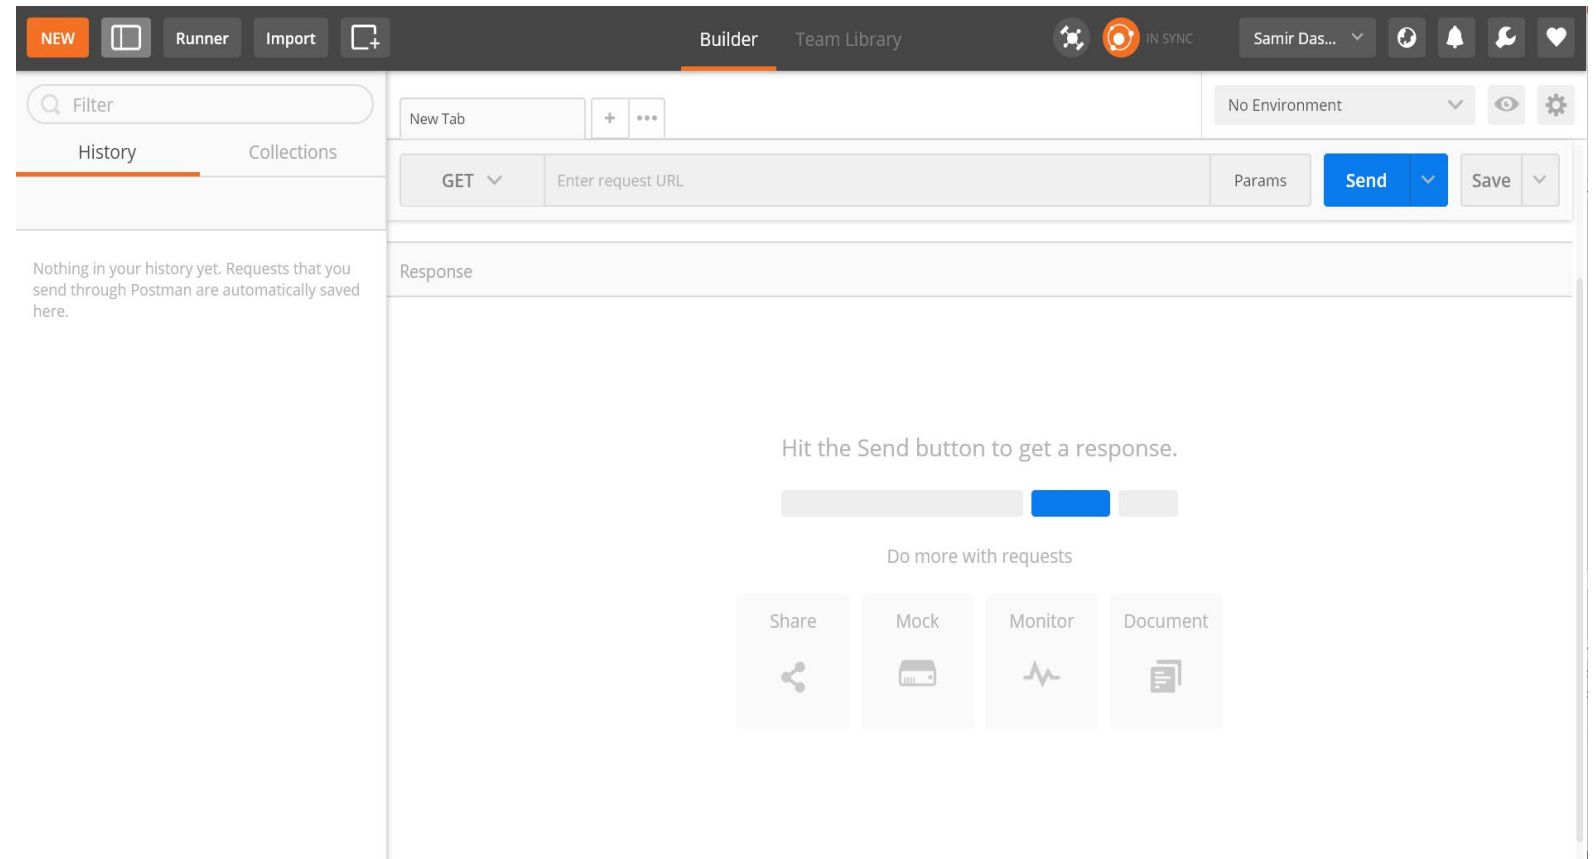 NEW Runner Import Builder Team Library IN SYNC Samir Das...
Filter
History Collections
Nothing in your history yet. Requests that you
send through Postman are automatically saved
here.
New Tab + •••
No Environment
GET Enter request URL Params Send Save
Response
Hit the Send button to get a response.
Do more with requests
Share Mock Monitor Document